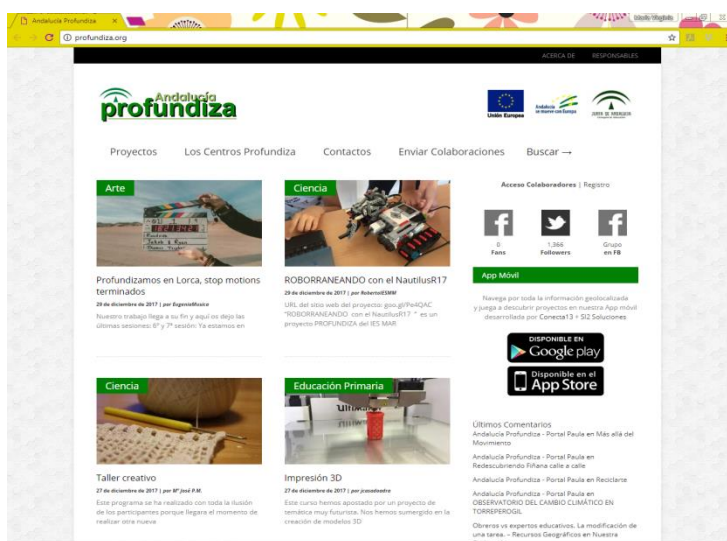 Andalucía Profundiza
María Virginia
profundiza.org
ACERCA DE RESPONSABLES
Andalucía
profundiza
Unión Europea
Andalucía
se mueve con Europa
JUNTA DE ANDALUCIA
Proyectos Los Centros Profundiza Contactos Enviar Colaboraciones Buscar →
Arte
Profundizamos en Lorca, stop motions
terminados
29 de diciembre de 2017 | por EugenioMusica
Nuestro trabajo llega a su fin y aquí os dejo las
últimas sesiones: 6ª y 7ª sesión: Ya estamos en
Ciencia
ROBORRANEANDO con el NautilusR17
29 de diciembre de 2017 | por RobertoIESMM
URL del sitio web del proyecto: goo.gl/Pe4QAC
"ROBORRANEANDO con el NautilusR17 " es un
proyecto PROFUNDIZA del IES MAR
Ciencia
Taller creativo
27 de diciembre de 2017 | por Mª José P.M.
Este programa se ha realizado con toda la ilusión
de los participantes porque llegara el momento de
realizar otra nueva
Educación Primaria
Impresión 3D
27 de diciembre de 2017 | por
Este curso hemos apostado por un proyecto de
temática muy futurista. Nos hemos sumergido en la
creación de modelos 3D
Acceso Colaboradores | Registro
0
Fans
1,366
Followers
Grupo
en FB
App Móvil
Navega por toda la información geolocalizada
y juega a descubrir proyectos en nuestra App móvil
desarrollada por Conecta13 + SI2 Soluciones
DISPONIBLE EN
Google play
Disponible en el
App Store
Últimos Comentarios
Andalucía Profundiza - Portal Paula en Más allá del
Movimiento
Andalucía Profundiza - Portal Paula en
Redescubriendo Fiñana calle a calle
Andalucía Profundiza - Portal Paula en Reciclarte
Andalucía Profundiza - Portal Paula en
OBSERVATORIO DEL CAMBIO CLIMÁTICO EN
TORREPEROGIL
Obreros vs expertos educativos. La modificación de
una tarea. – Recursos Geográficos en Nuestra